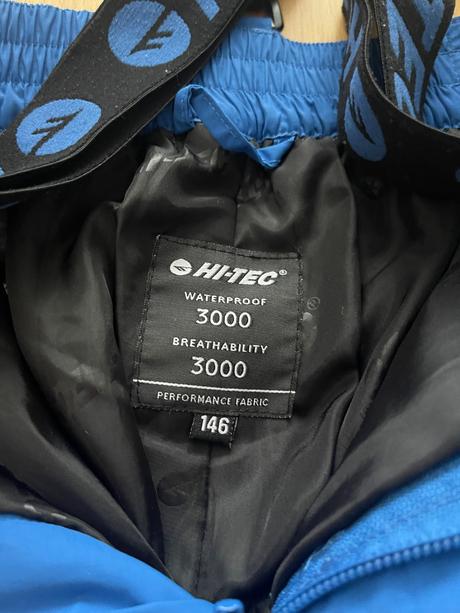 HI-TEC®
WATERPROOF
3000
BREATHABILITY
3000
PERFORMANCE FABRIC
146